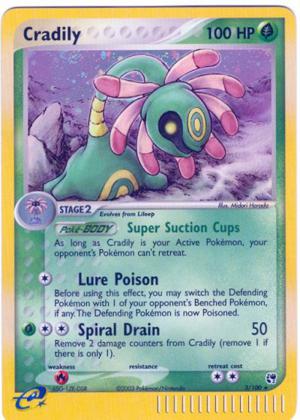 Cradily 100 HP
Illus. Midori Harada
STAGE 2 Evolves from Lileep
Poké-BODY Super Suction Cups
As long as Cradily is your Active Pokémon, your
opponent's Pokémon can't retreat.
Lure Poison
Before using this effect, you may switch the Defending
Pokémon with 1 of your opponent's Benched Pokémon,
if any. The Defending Pokémon is now Poisoned.
Spiral Drain 50
Remove 2 damage counters from Cradily (remove 1 if
there is only 1).
weakness resistance retreat cost
©2003 Pokémon/Nintendo 3/100
e